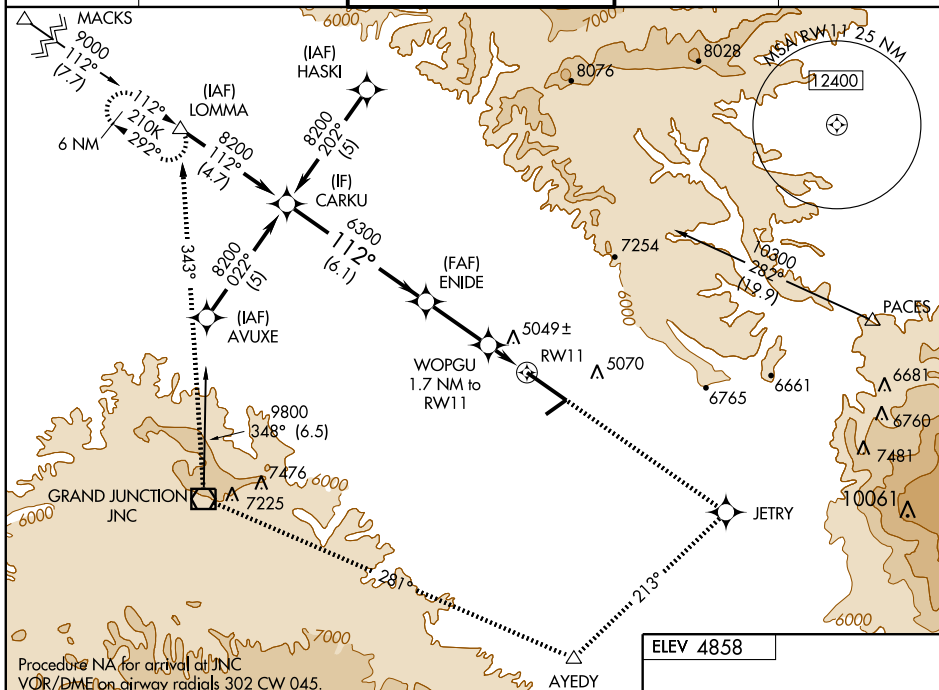 MACKS
9000
112°
(7.7)
6000
7000
(IAF)
HASKI
8076
8028
MSA RW11 25 NM
12400
(IAF)
LOMMA
112°
210K
292°
6 NM
8200
112°
(4.7)
8200
202°
(5)
(IF)
CARKU
6300
112°
(6.1)
343°
8200
022°
(5)
(IAF)
AVUXE
(FAF)
ENIDE
7254
6000
10300
282°
(19.9)
PACES
5049±
WOPGU
1.7 NM to
RW11
RW11
5070
6765
6661
6681
6760
7481
10061
9800
348° (6.5)
7476
7225
6000
6000
GRAND JUNCTION
JNC
JETRY
281°
213°
7000
6000
AYEDY
ELEV 4858
Procedure NA for arrival at JNC
VOR/DME on airway radials 302 CW 045.